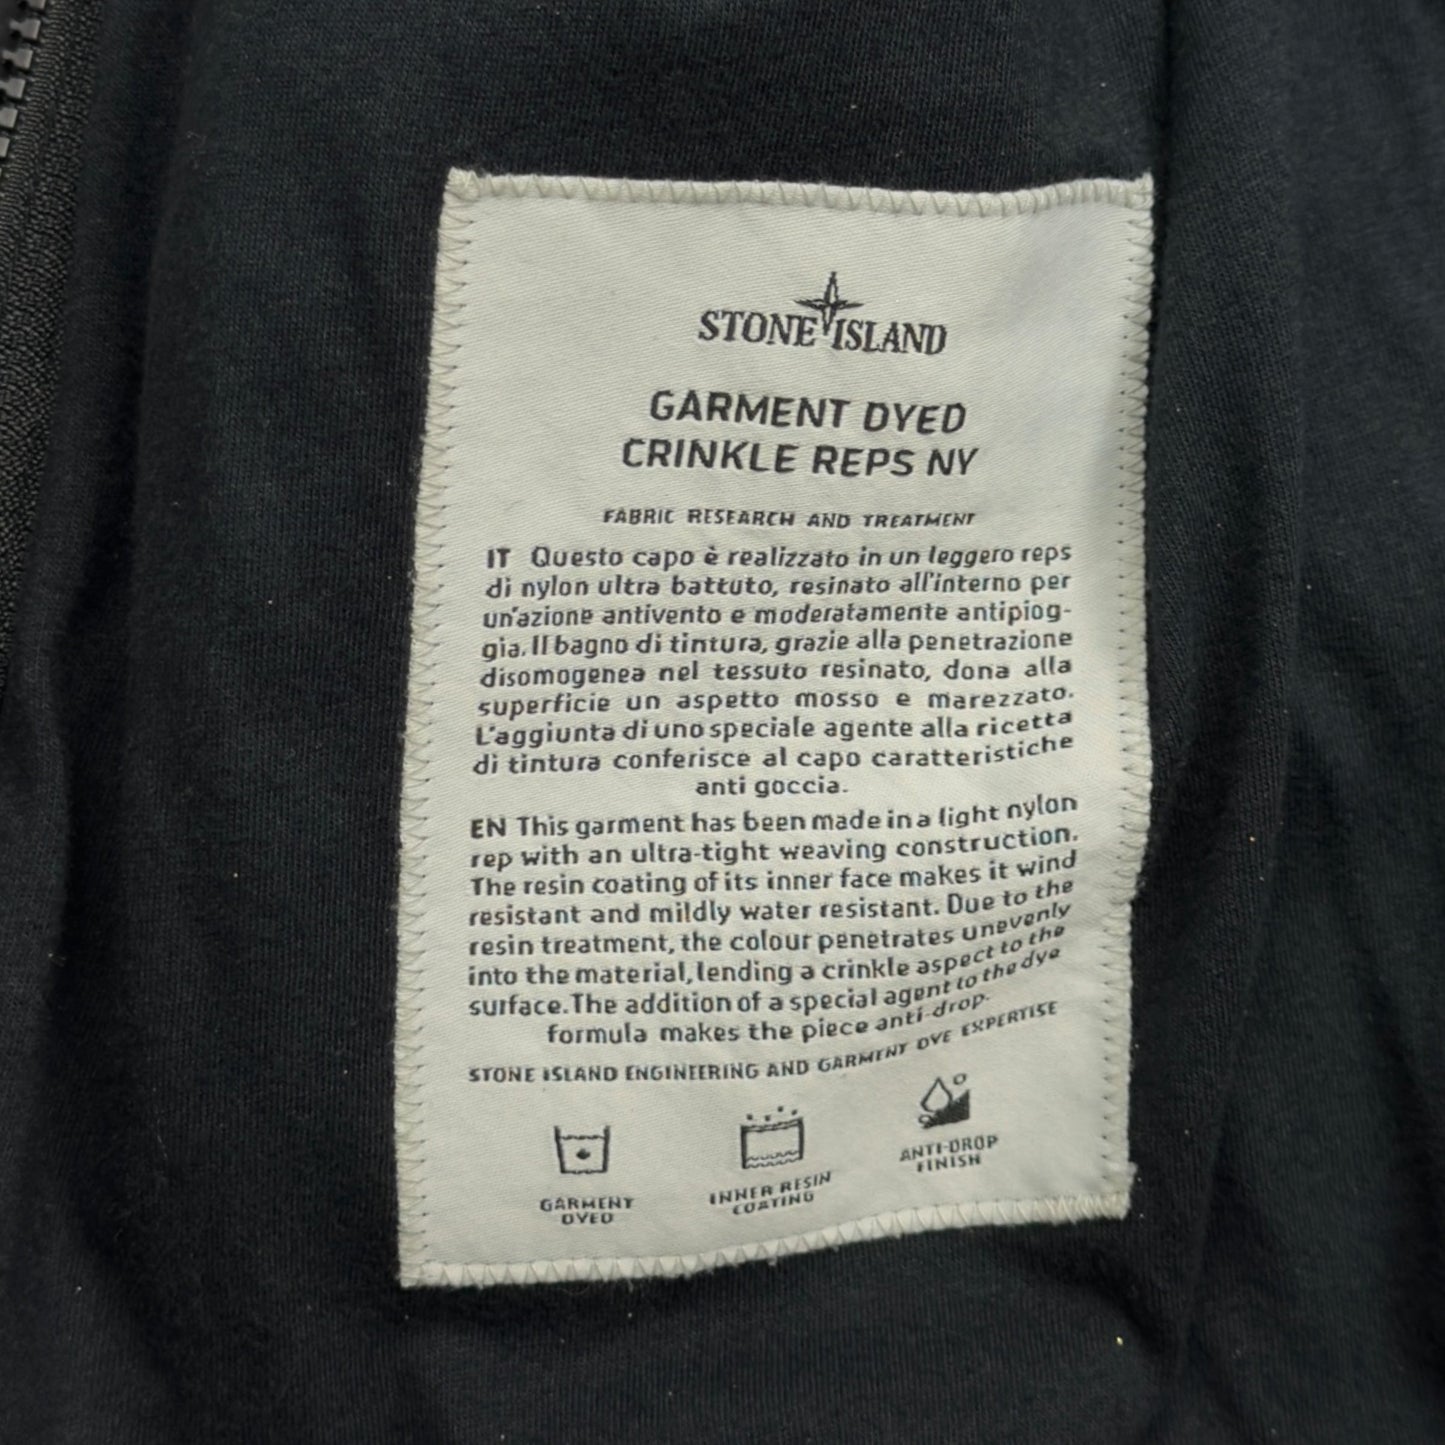 STONE ISLAND
GARMENT DYED
CRINKLE REPS NY
FABRIC RESEARCH AND TREATMENT
IT Questo capo è realizzato in un leggero reps
di nylon ultra battuto, resinato all'interno per
un'azione antivento e moderatamente antipiog-
gia. Il bagno di tintura, grazie alla penetrazione
disomogenea nel tessuto resinato, dona alla
superficie un aspetto mosso e marezzato.
L'aggiunta di uno speciale agente alla ricetta
di tintura conferisce al capo caratteristiche
anti goccia.
EN This garment has been made in a light nylon
rep with an ultra-tight weaving construction.
The resin coating of its inner face makes it wind
resistant and mildly water resistant. Due to the
resin treatment, the colour penetrates unevenly
into the material, lending a crinkle aspect to the
surface. The addition of a special agent to the dye
formula makes the piece anti-drop.
STONE ISLAND ENGINEERING AND GARMENT DYE EXPERTISE
GARMENT
DYED
INNER RESIN
COATING
ANTI-DROP
FINISH